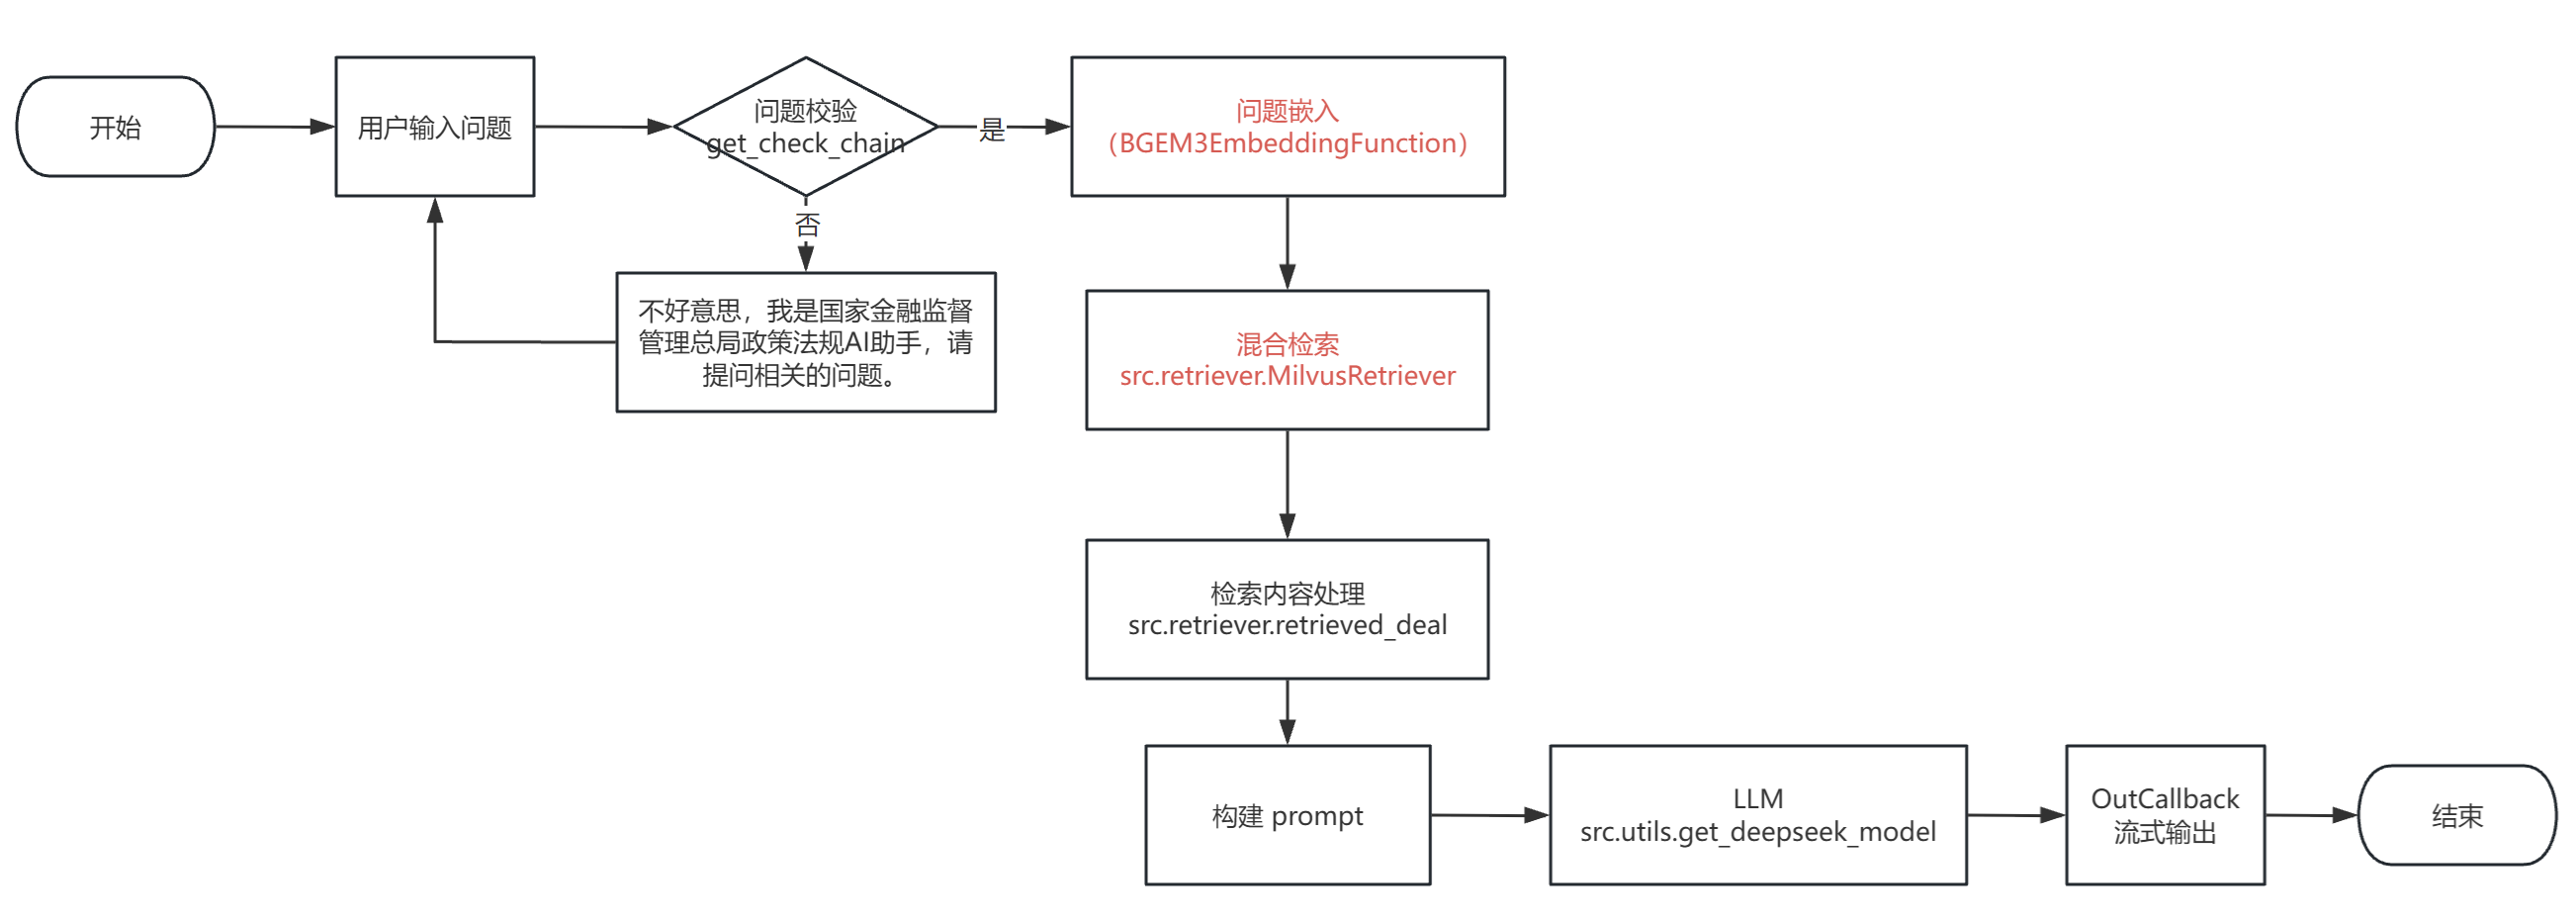 开始
用户输入问题
问题校验
get_check_chain
是
问题嵌入
（BGEM3EmbeddingFunction）
否
不好意思，我是国家金融监督
管理总局政策法规AI助手，请
提问相关的问题。
混合检索
src.retriever.MilvusRetriever
检索内容处理
src.retriever.retrieved_deal
构建 prompt
LLM
src.utils.get_deepseek_model
OutCallback
流式输出
结束